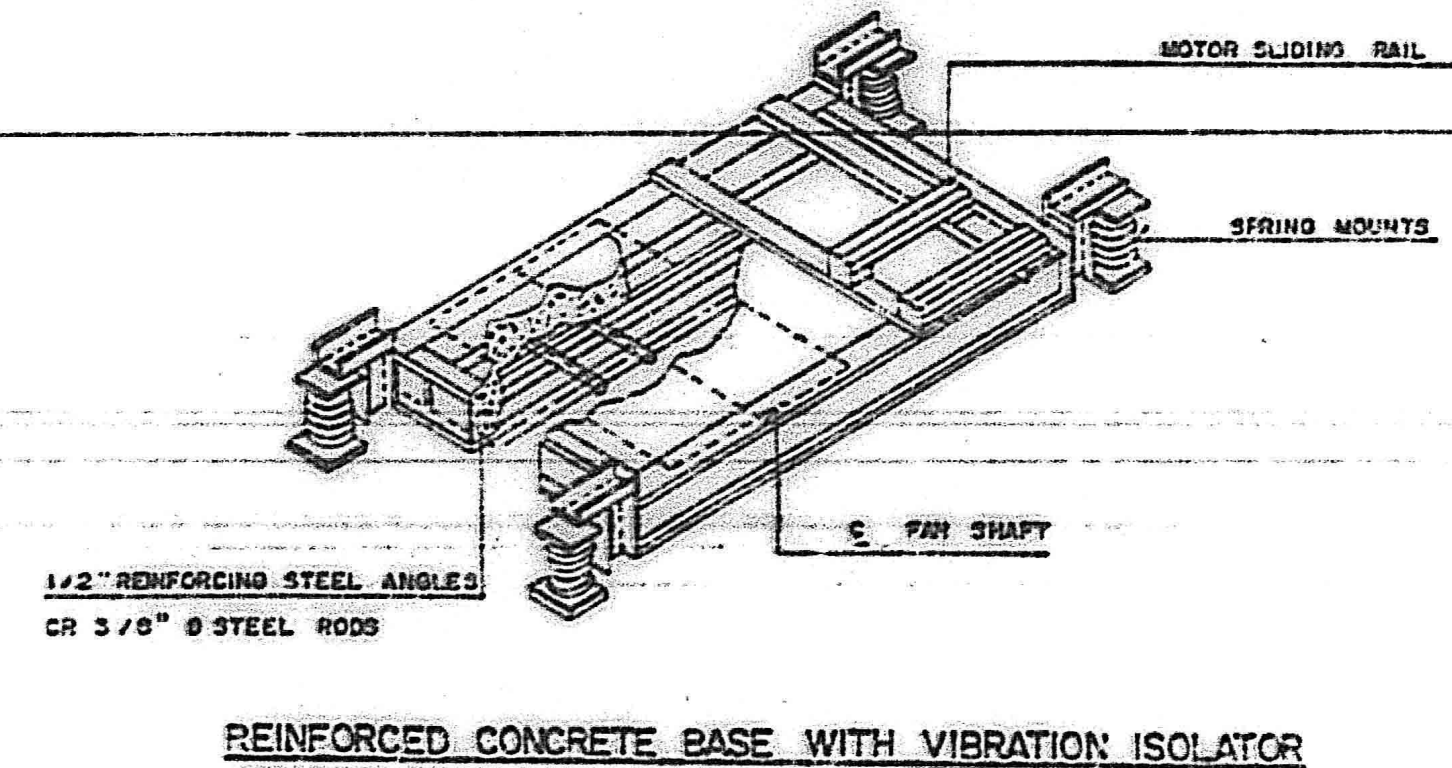 MOTOR SLIDING RAIL
SPRING MOUNTS
℄ FAN SHAFT
1/2" REINFORCING STEEL ANGLES
OR 3/8" Ø STEEL RODS
REINFORCED CONCRETE BASE WITH VIBRATION ISOLATOR